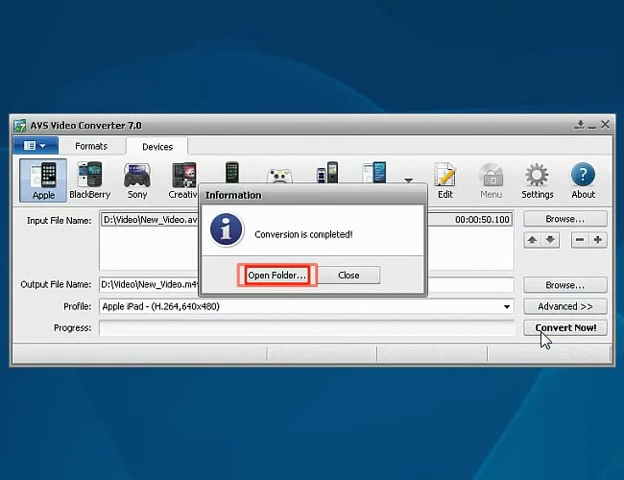 AVS Video Converter 7.0
Formats Devices
Apple BlackBerry Sony Creativ Edit Menu Settings About
Information
Input File Name: D:\Video\New_Video.av 00:00:50.100 Browse...
Conversion is completed!
Open Folder... Close
Output File Name: D:\Video\New_Video.m4 Browse...
Profile: Apple iPad - (H.264,640x480) Advanced >>
Progress: Convert Now!